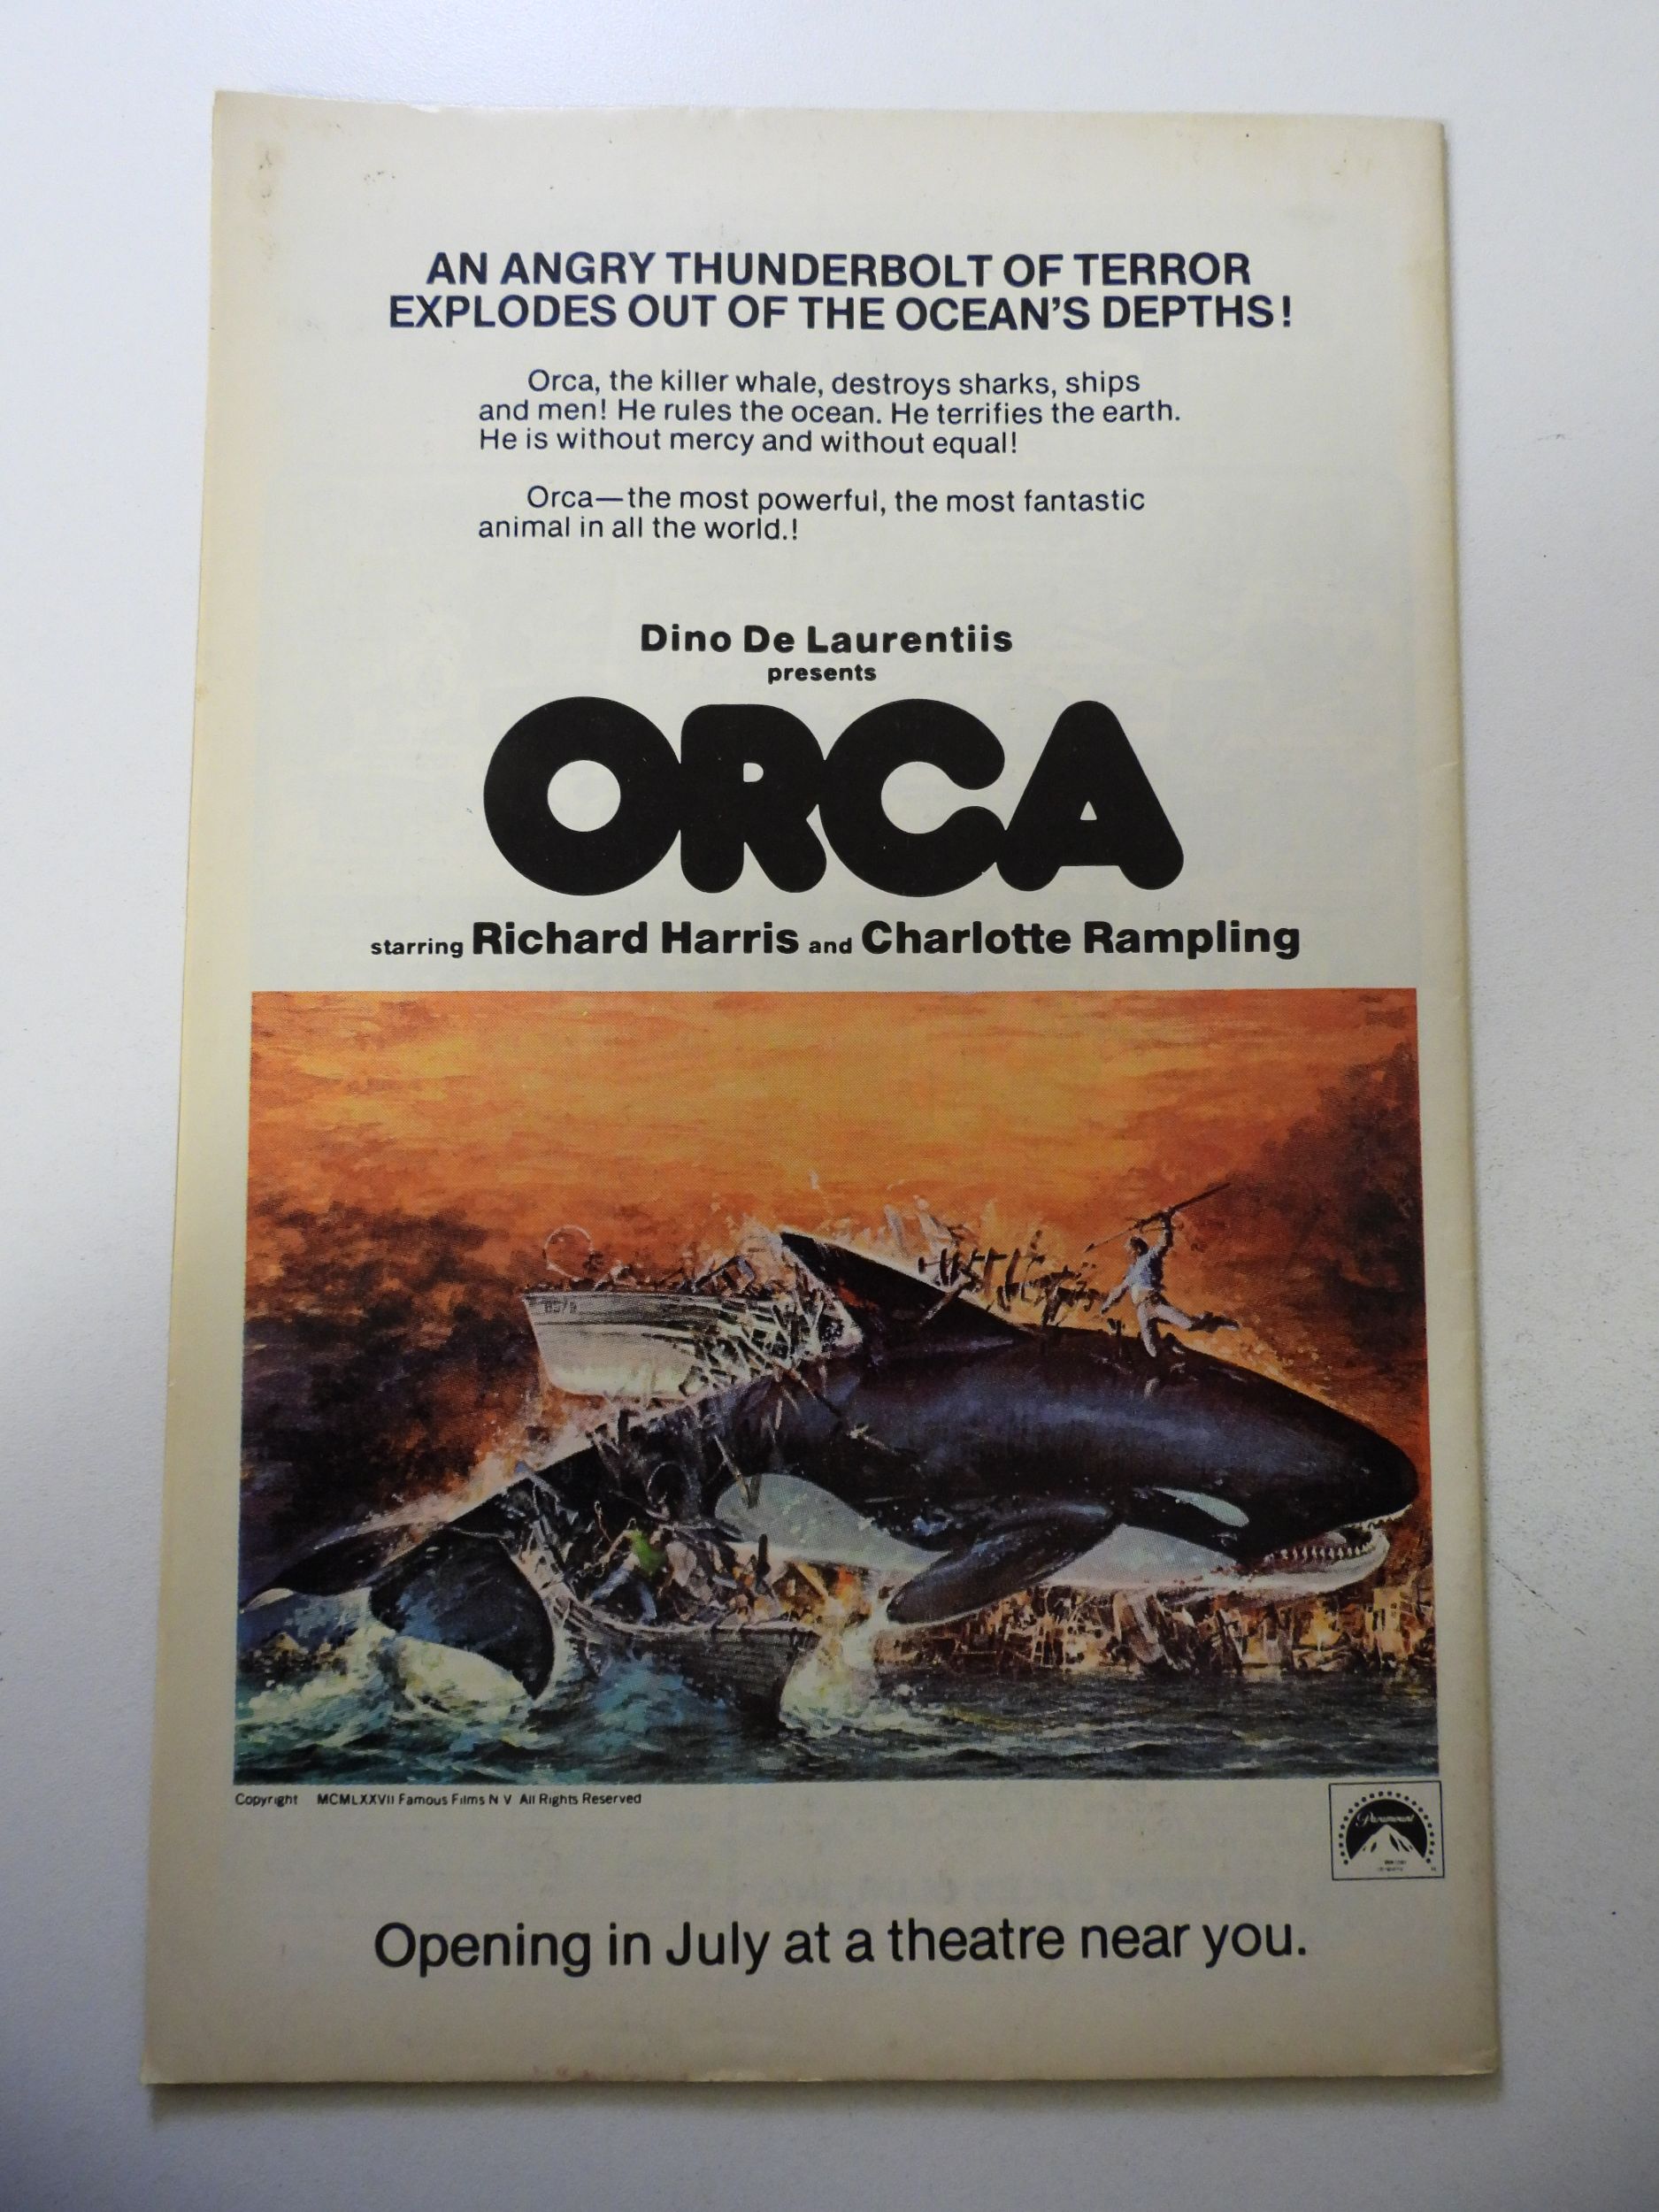 AN ANGRY THUNDERBOLT OF TERROR
EXPLODES OUT OF THE OCEAN'S DEPTHS!
Orca, the killer whale, destroys sharks, ships
and men! He rules the ocean. He terrifies the earth.
He is without mercy and without equal!
Orca—the most powerful, the most fantastic
animal in all the world.!
Dino De Laurentiis
presents
ORCA
starring Richard Harris and Charlotte Rampling
Copyright MCMLXXVII Famous Films N V All Rights Reserved
Paramount
Opening in July at a theatre near you.